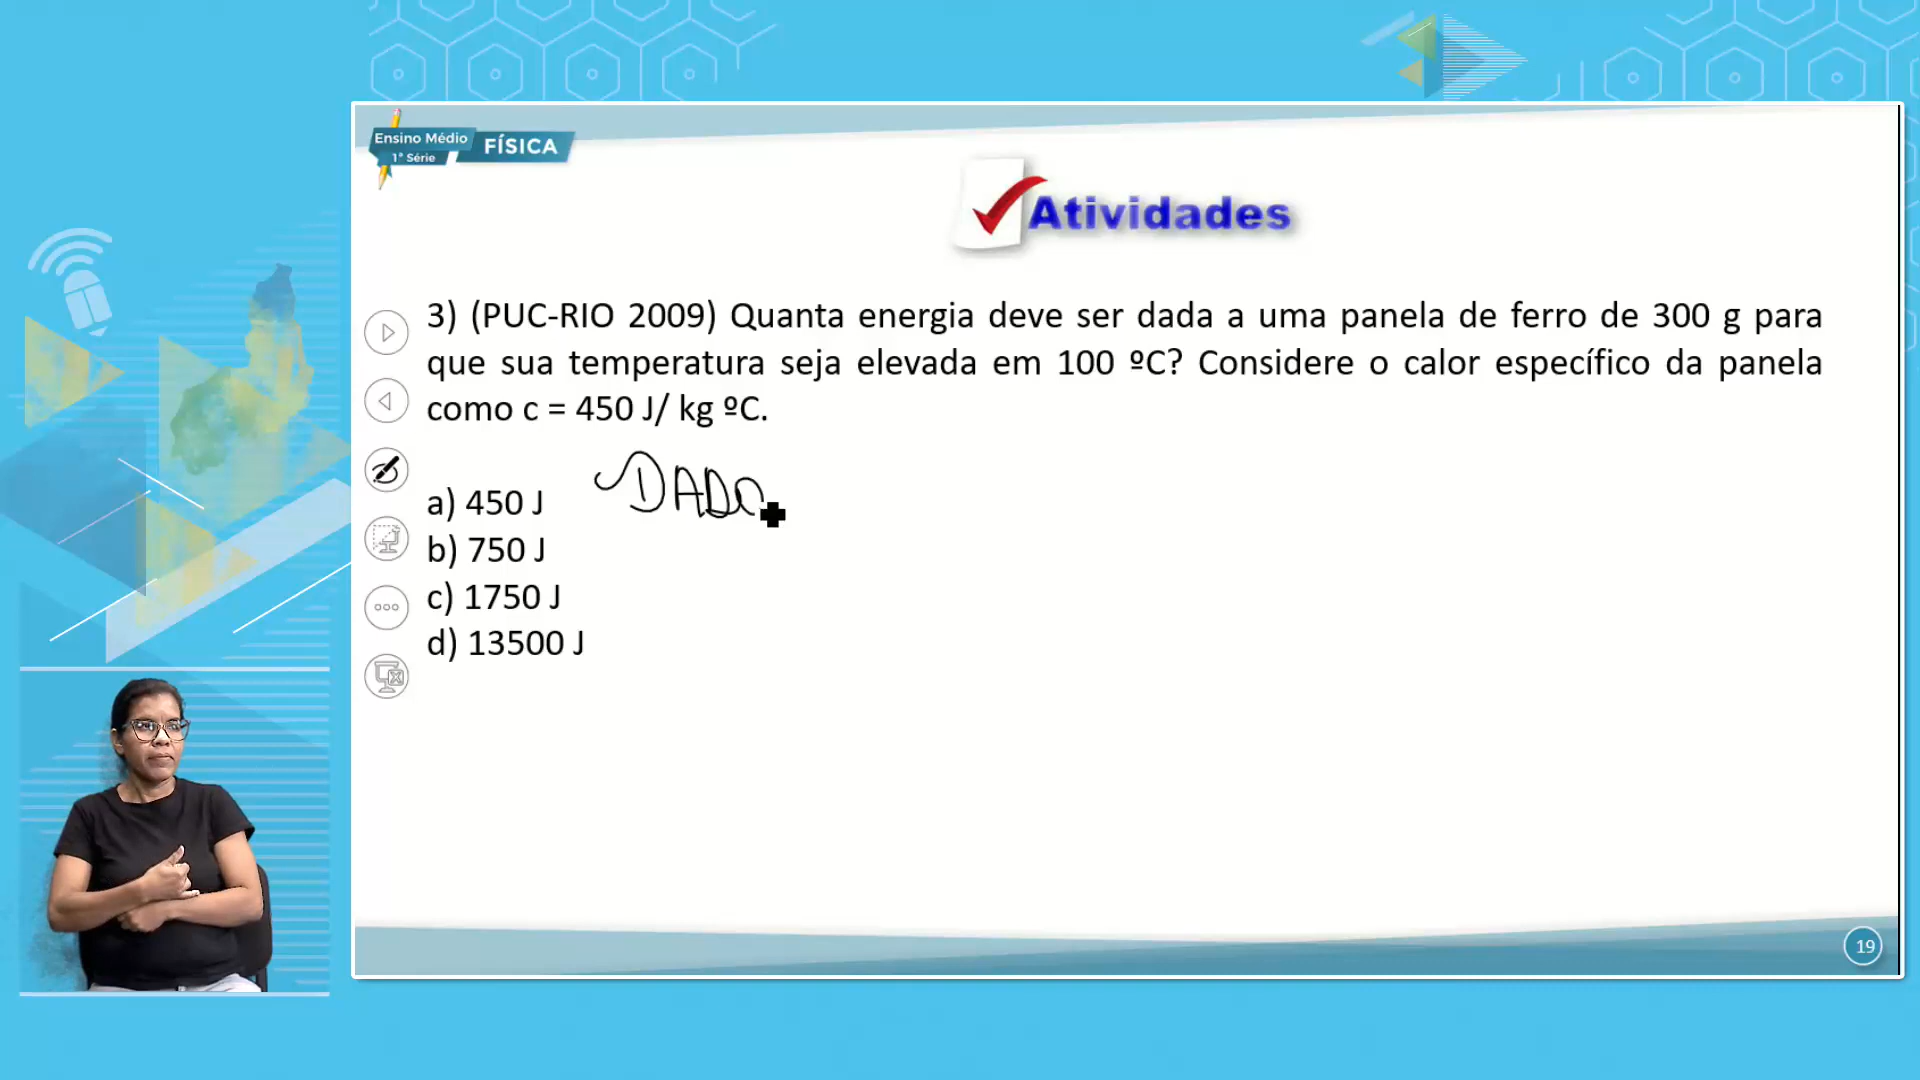 Ensino Médio
1ª Série
FÍSICA
Atividades
3) (PUC-RIO 2009) Quanta energia deve ser dada a uma panela de ferro de 300 g para
que sua temperatura seja elevada em 100 ºC? Considere o calor específico da panela
como c = 450 J/ kg ºC.
DADO
a) 450 J
b) 750 J
c) 1750 J
d) 13500 J
19